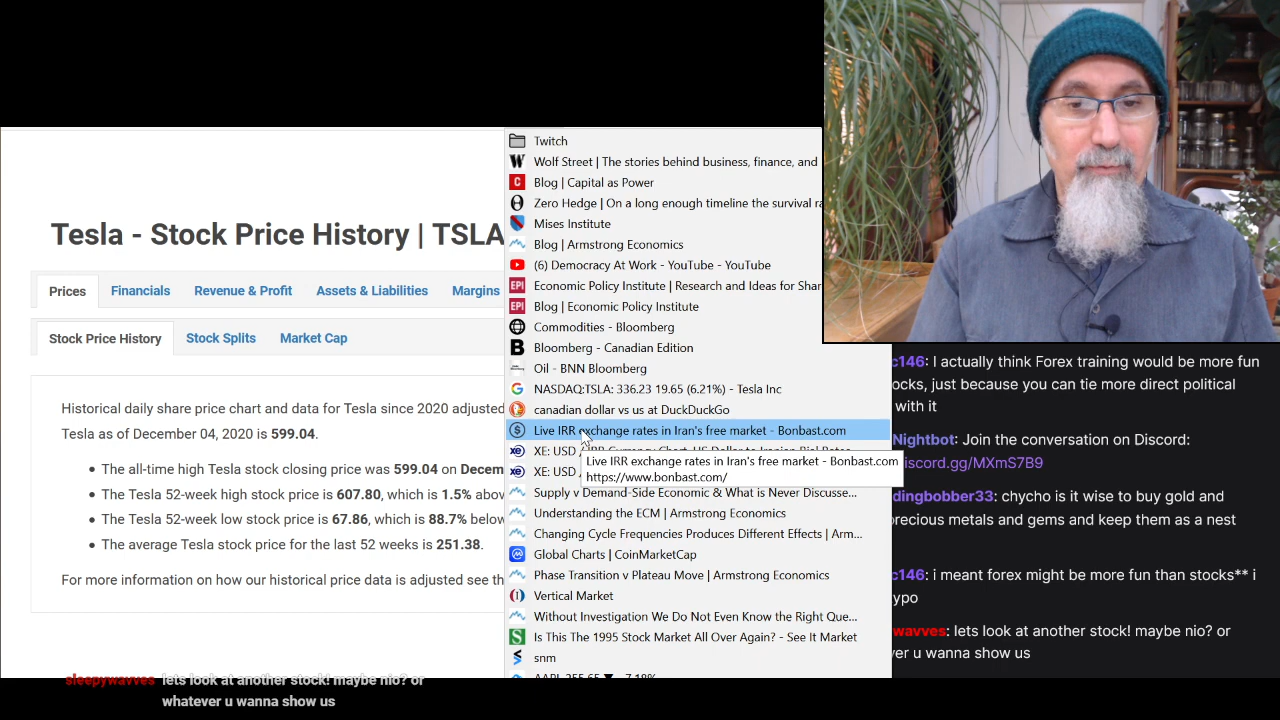 Tesla - Stock Price History | TSLA
Prices
Financials
Revenue & Profit
Assets & Liabilities
Margins
Stock Price History
Stock Splits
Market Cap
Historical daily share price chart and data for Tesla since 2020 adjusted
Tesla as of December 04, 2020 is 599.04.
The all-time high Tesla stock closing price was 599.04 on Decem
The Tesla 52-week high stock price is 607.80, which is 1.5% abov
The Tesla 52-week low stock price is 67.86, which is 88.7% below
The average Tesla stock price for the last 52 weeks is 251.38.
For more information on how our historical price data is adjusted see th
Twitch
Wolf Street | The stories behind business, finance, and
Blog | Capital as Power
Zero Hedge | On a long enough timeline the survival ra
Mises Institute
Blog | Armstrong Economics
(6) Democracy At Work - YouTube - YouTube
Economic Policy Institute | Research and Ideas for Shar
Blog | Economic Policy Institute
Commodities - Bloomberg
Bloomberg - Canadian Edition
Oil - BNN Bloomberg
NASDAQ:TSLA: 336.23 19.65 (6.21%) - Tesla Inc
canadian dollar vs us at DuckDuckGo
Live IRR exchange rates in Iran's free market - Bonbast.com
XE: USD
Live IRR exchange rates in Iran's free market - Bonbast.com
XE: USD
https://www.bonbast.com/
Supply v Demand-Side Economic & What is Never Discusse...
Understanding the ECM | Armstrong Economics
Changing Cycle Frequencies Produces Different Effects | Arm...
Global Charts | CoinMarketCap
Phase Transition v Plateau Move | Armstrong Economics
Vertical Market
Without Investigation We Do Not Even Know the Right Que...
Is This The 1995 Stock Market All Over Again? - See It Market
snm
c146: I actually think Forex training would be more fun
ocks, just because you can tie more direct political
with it
Nightbot: Join the conversation on Discord:
iscord.gg/MXmS7B9
dingbobber33: chycho is it wise to buy gold and
precious metals and gems and keep them as a nest
c146: i meant forex might be more fun than stocks** i
ypo
wavves: lets look at another stock! maybe nio? or
er u wanna show us
sleepywavves lets look at another stock! maybe nio? or
whatever u wanna show us